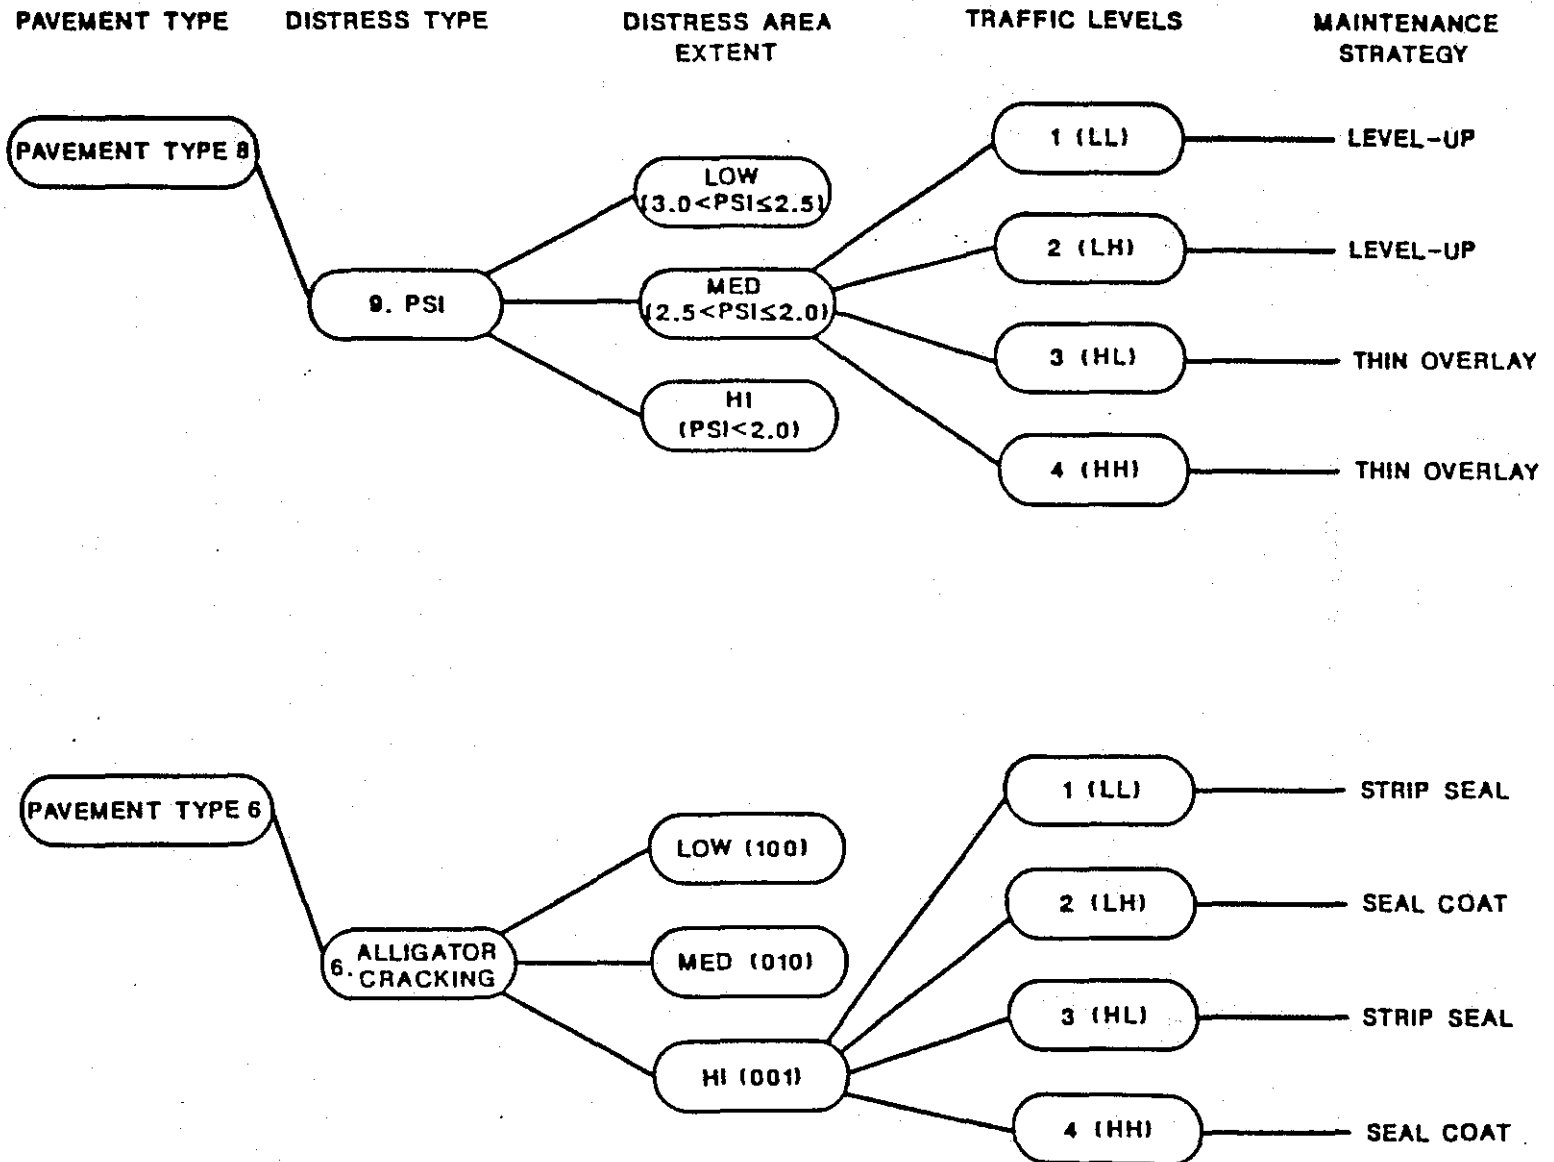 PAVEMENT TYPE
DISTRESS TYPE
DISTRESS AREA
EXTENT
TRAFFIC LEVELS
MAINTENANCE
STRATEGY
PAVEMENT TYPE 8
9. PSI
LOW
(3.0<PSI≤2.5)
MED
(2.5<PSI≤2.0)
HI
(PSI<2.0)
1 (LL)
LEVEL-UP
2 (LH)
LEVEL-UP
3 (HL)
THIN OVERLAY
4 (HH)
THIN OVERLAY
PAVEMENT TYPE 6
6. ALLIGATOR
CRACKING
LOW (100)
MED (010)
HI (001)
1 (LL)
STRIP SEAL
2 (LH)
SEAL COAT
3 (HL)
STRIP SEAL
4 (HH)
SEAL COAT